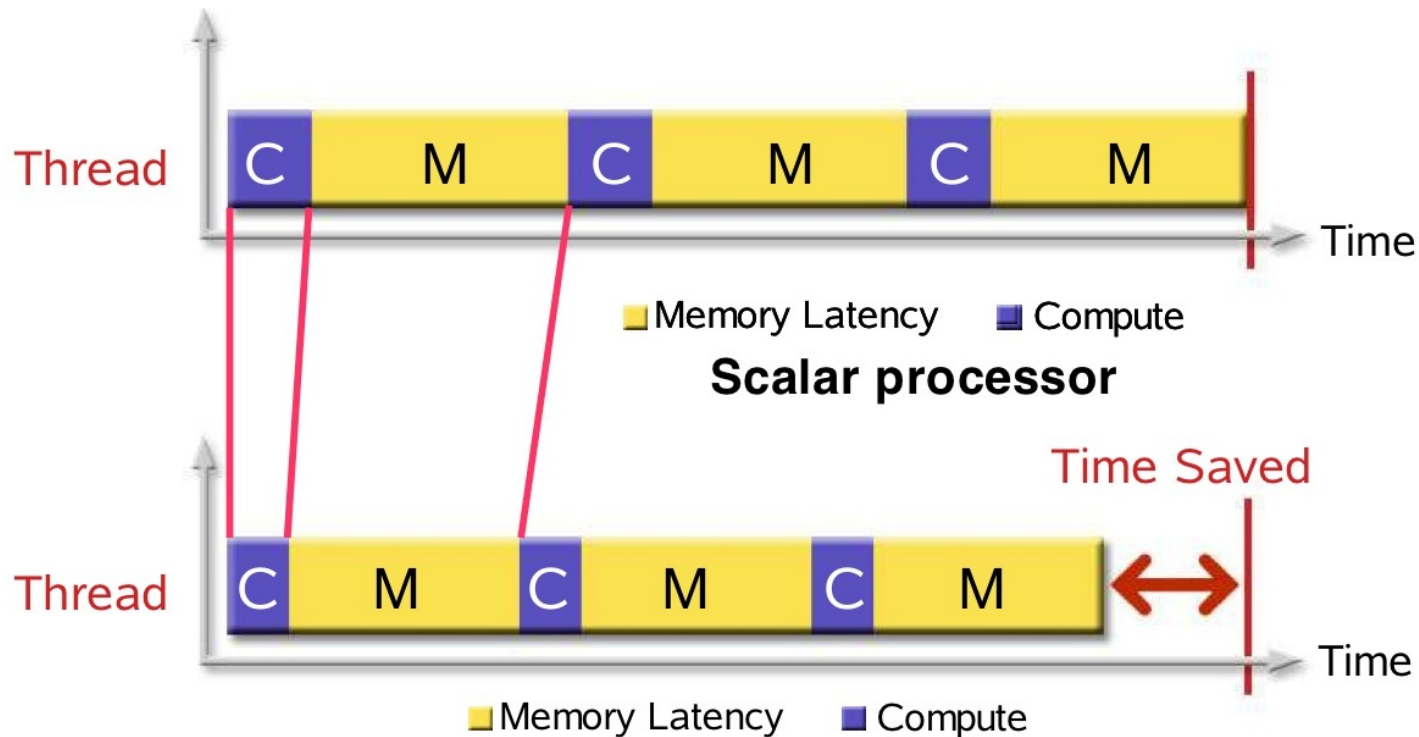 Thread C M C M C M
Time
Memory Latency Compute
Scalar processor
Time Saved
Thread C M C M C M
Time
Memory Latency Compute